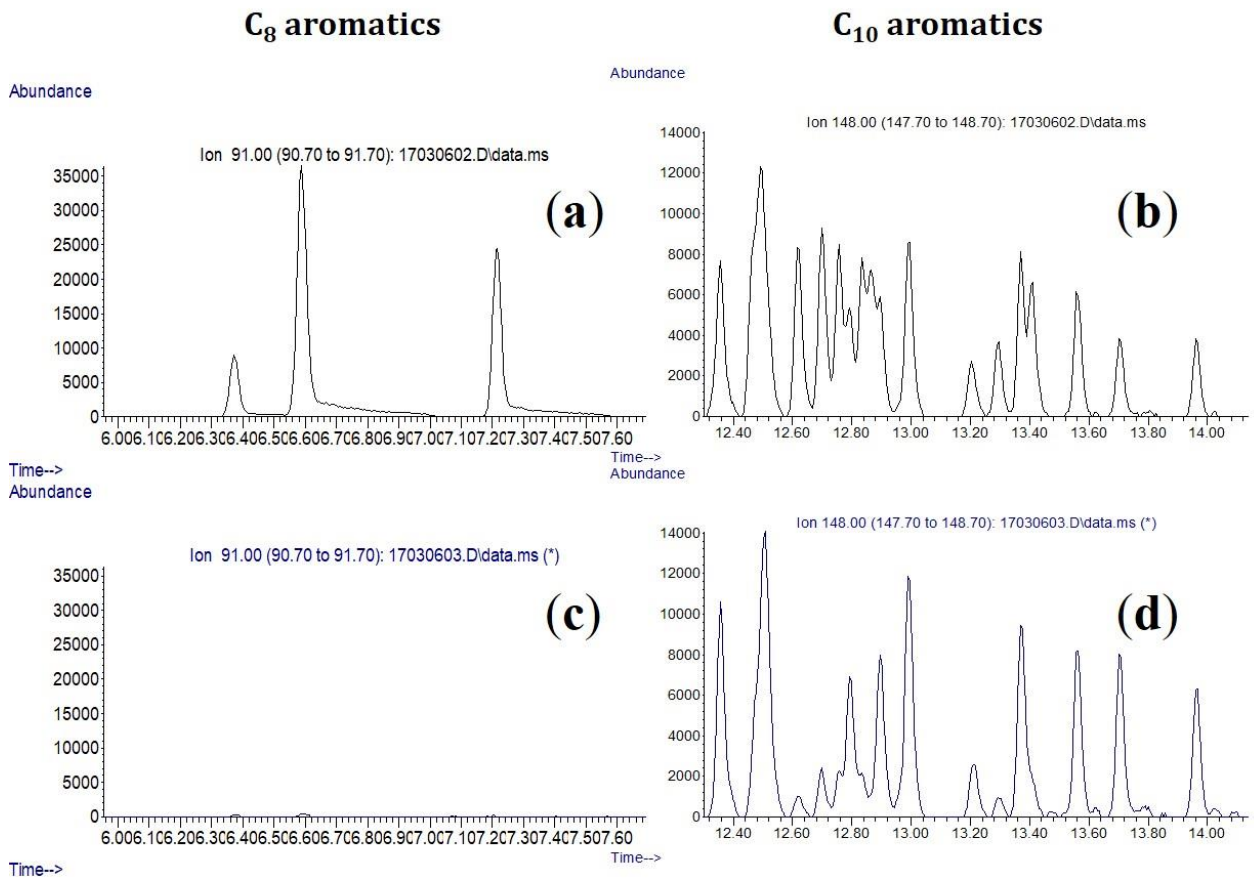 C₈ aromatics
C₁₀ aromatics
Abundance
Ion 91.00 (90.70 to 91.70): 17030602.D\data.ms
(a)
35000
30000
25000
20000
15000
10000
5000
0
6.006.106.206.306.406.506.606.706.806.907.007.107.207.307.407.507.60
Time-->
Abundance
Ion 148.00 (147.70 to 148.70): 17030602.D\data.ms
(b)
14000
12000
10000
8000
6000
4000
2000
0
12.40 12.60 12.80 13.00 13.20 13.40 13.60 13.80 14.00
Time-->
Abundance
Ion 91.00 (90.70 to 91.70): 17030603.D\data.ms (*)
(c)
35000
30000
25000
20000
15000
10000
5000
0
6.006.106.206.306.406.506.606.706.806.907.007.107.207.307.407.507.60
Time-->
Abundance
Ion 148.00 (147.70 to 148.70): 17030603.D\data.ms (*)
(d)
14000
12000
10000
8000
6000
4000
2000
0
12.40 12.60 12.80 13.00 13.20 13.40 13.60 13.80 14.00
Time-->